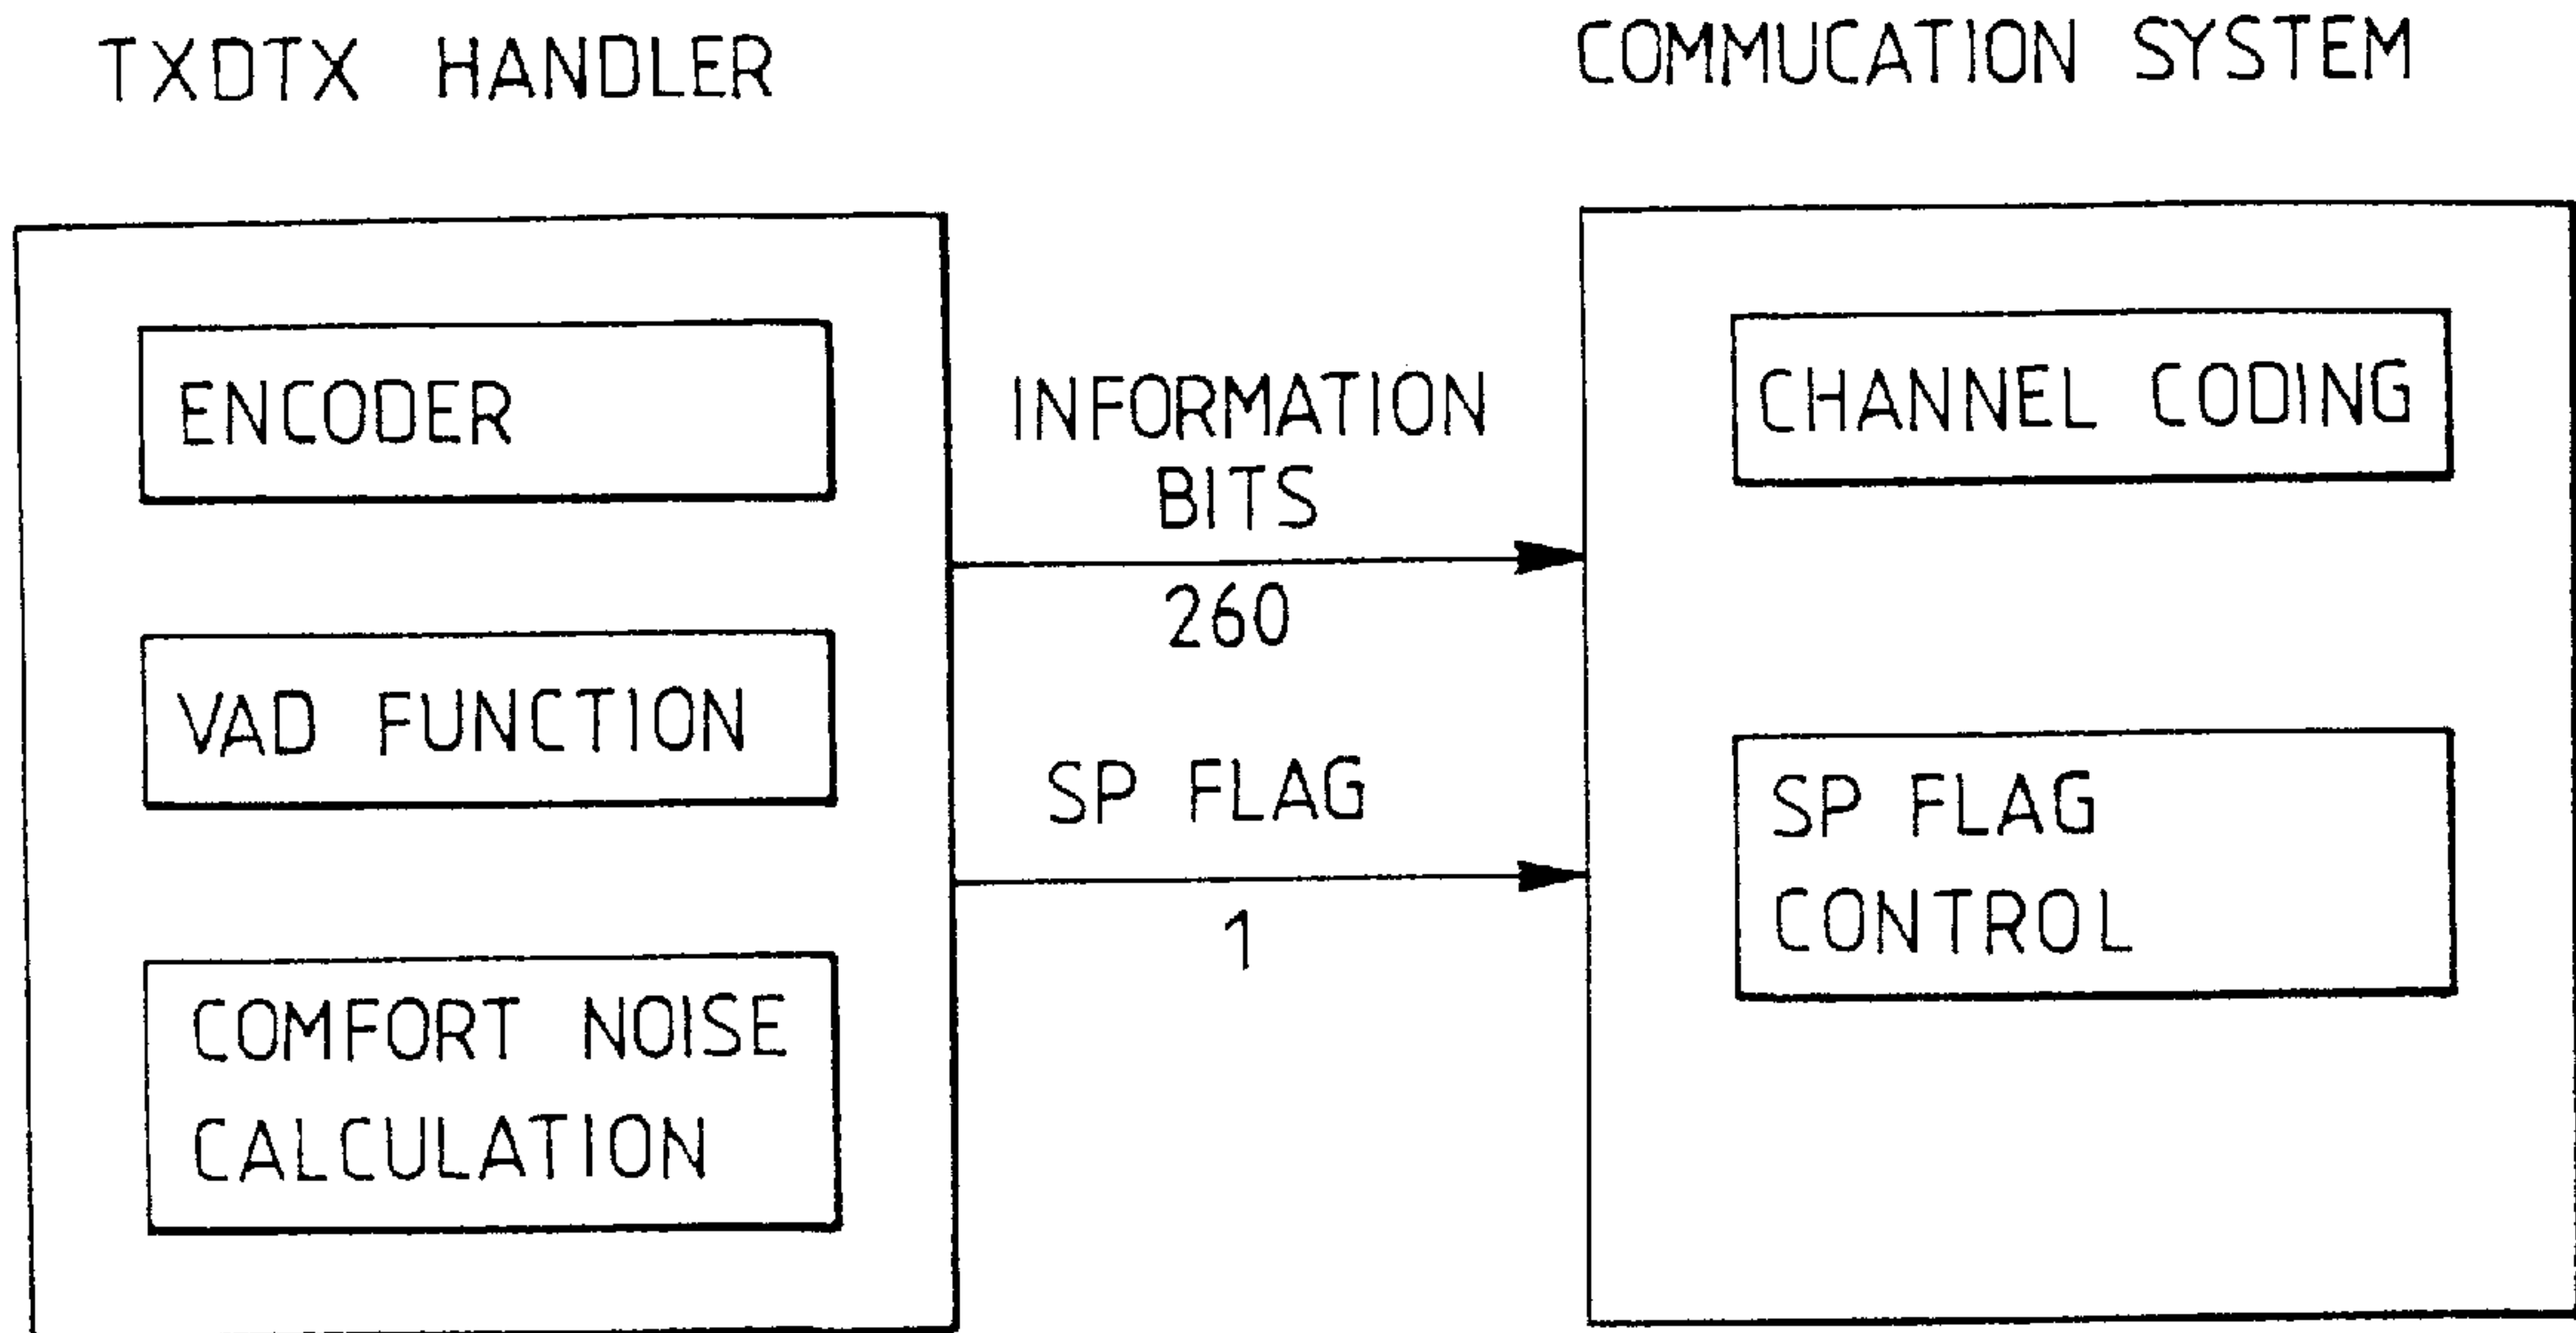 TXDTX HANDLER
COMMUCATION SYSTEM
ENCODER
VAD FUNCTION
COMFORT NOISE
CALCULATION
INFORMATION
BITS
260
SP FLAG
1
CHANNEL CODING
SP FLAG
CONTROL